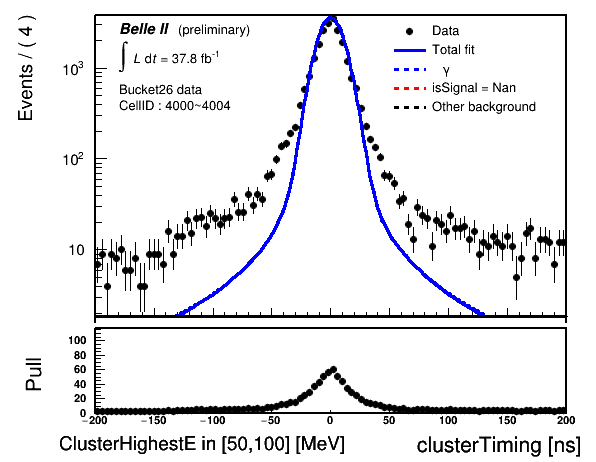 Belle II (preliminary)
∫ L dt = 37.8 fb⁻¹
Bucket26 data
CellID : 4000~4004
Data
Total fit
γ
isSignal = Nan
Other background
Events / ( 4 )
10³
10²
10
Pull
100
80
60
40
20
0
−200 −150 −100 −50 0 50 100 150 200
ClusterHighestE in [50,100] [MeV] clusterTiming [ns]